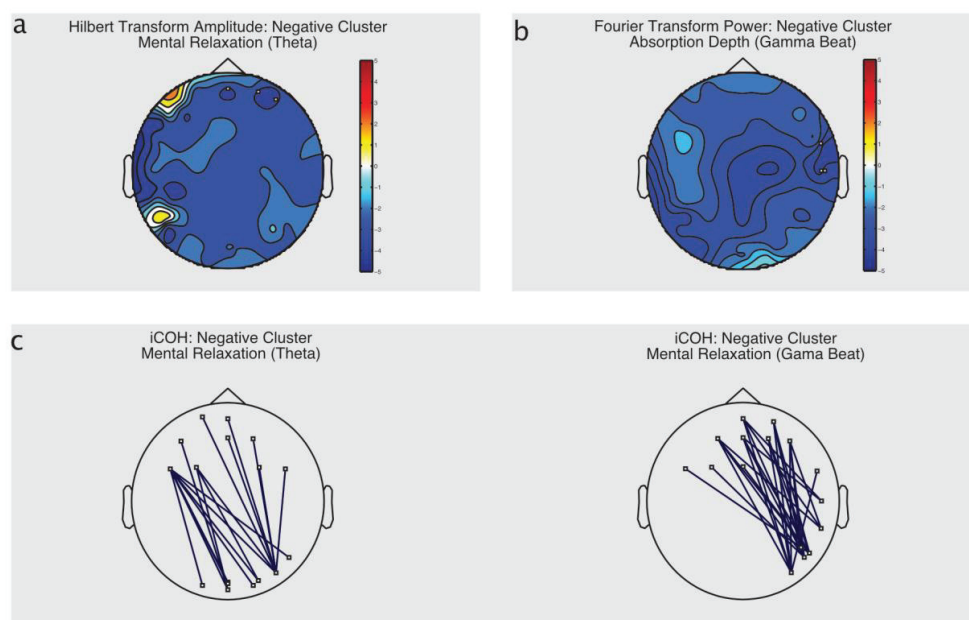 a
Hilbert Transform Amplitude: Negative Cluster
Mental Relaxation (Theta)
5
4
3
2
1
0
-1
-2
-3
-4
-5
b
Fourier Transform Power: Negative Cluster
Absorption Depth (Gamma Beat)
5
4
3
2
1
0
-1
-2
-3
-4
-5
c
iCOH: Negative Cluster
Mental Relaxation (Theta)
iCOH: Negative Cluster
Mental Relaxation (Gama Beat)